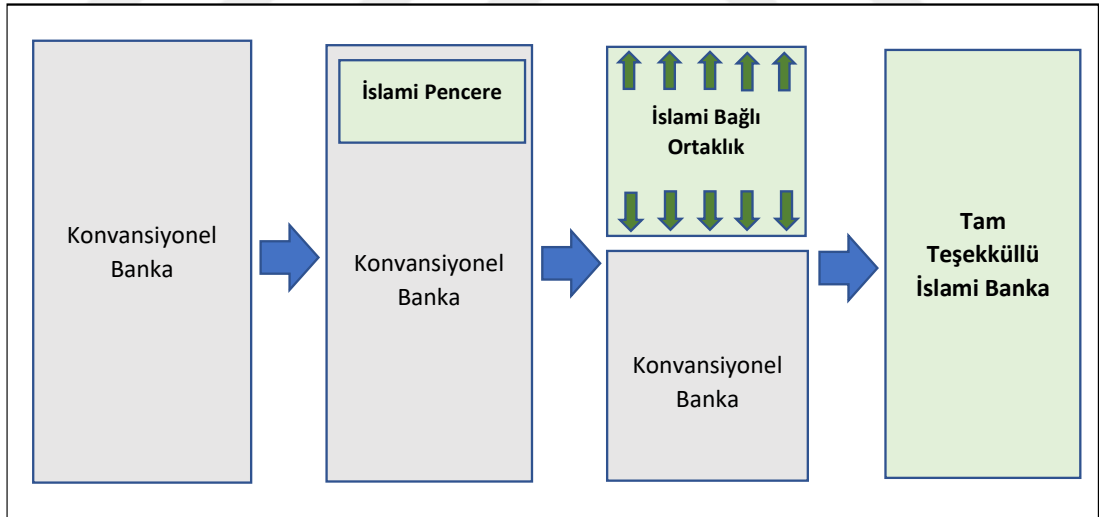 Konvansiyonel
Banka
İslami Pencere
Konvansiyonel
Banka
İslami Bağlı
Ortaklık
Konvansiyonel
Banka
Tam
Teşekküllü
İslami Banka